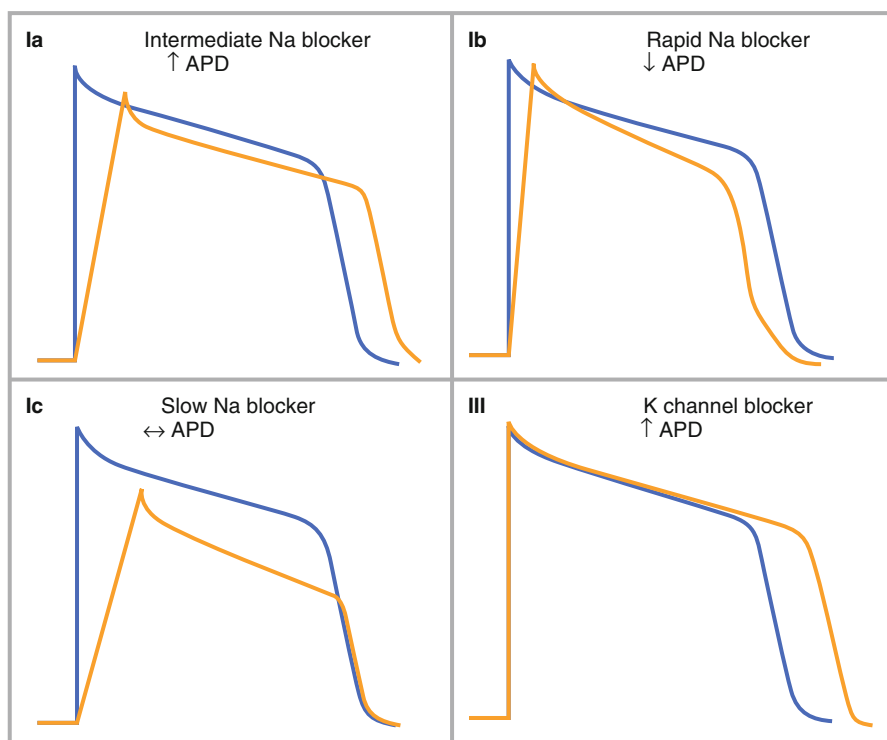 Ia Intermediate Na blocker
↑ APD
Ib Rapid Na blocker
↓ APD
Ic Slow Na blocker
↔ APD
III K channel blocker
↑ APD